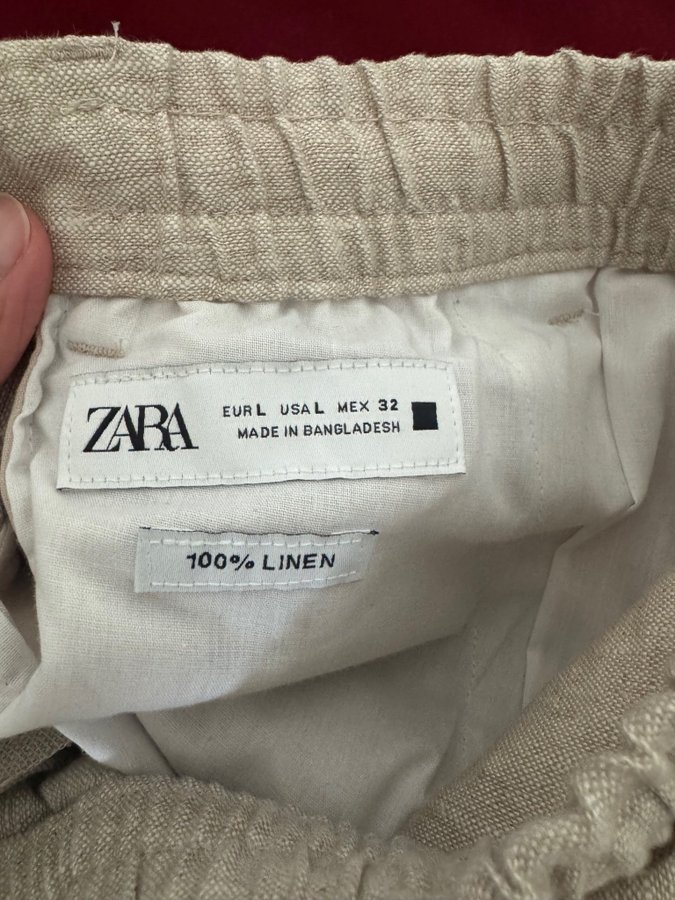 ZARA
EUR L USA L MEX 32
MADE IN BANGLADESH
100% LINEN